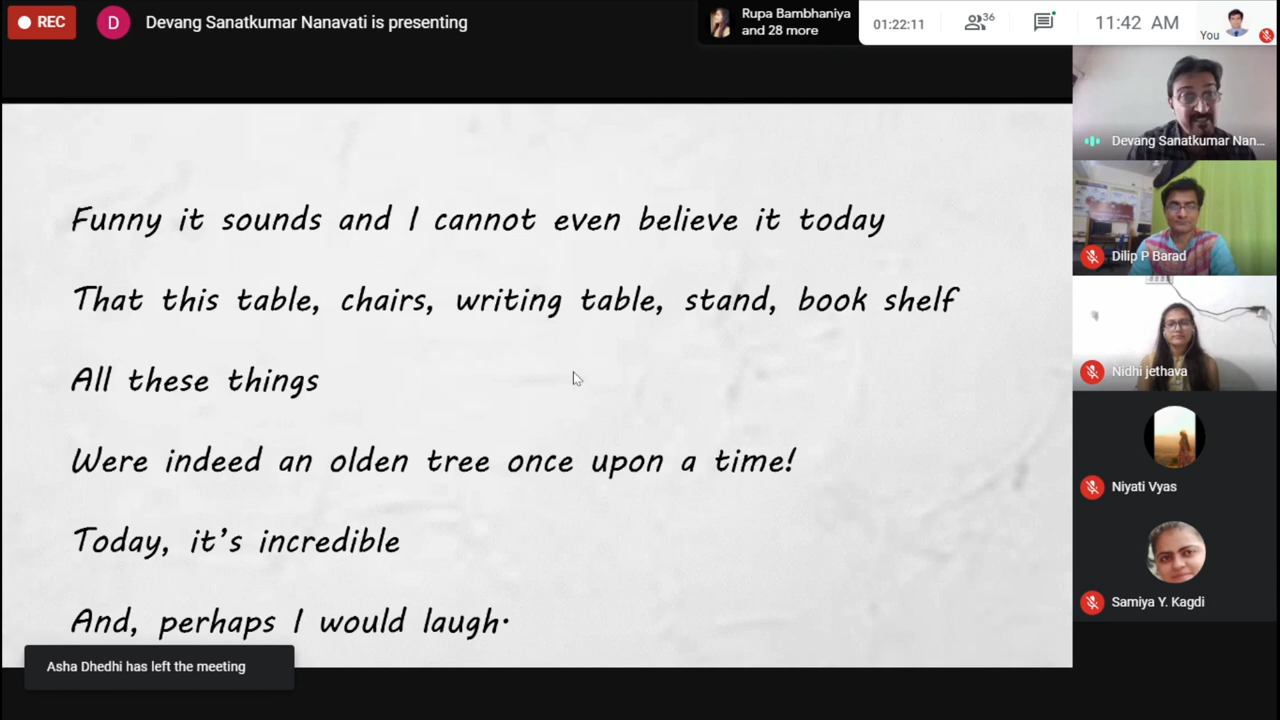 REC
D
Devang Sanatkumar Nanavati is presenting
Rupa Bambhaniya
and 28 more
01:22:11
36
11:42 AM
You
Devang Sanatkumar Nan...
Dilip P Barad
Nidhi jethava
Niyati Vyas
Samiya Y. Kagdi
Funny it sounds and I cannot even believe it today
That this table, chairs, writing table, stand, book shelf
All these things
Were indeed an olden tree once upon a time!
Today, it's incredible
And, perhaps I would laugh.
Asha Dhedhi has left the meeting